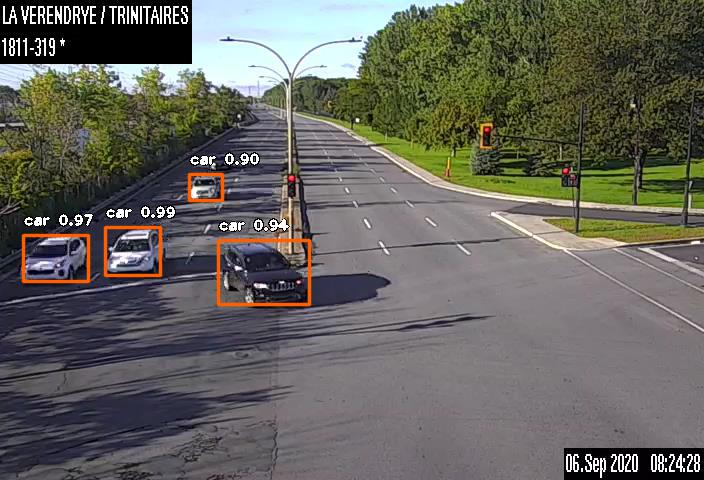 LA VERENDRYE / TRINITAIRES
1811-319 *
car 0.90
car 0.97
car 0.99
car 0.94
06.Sep 2020 08:24:28